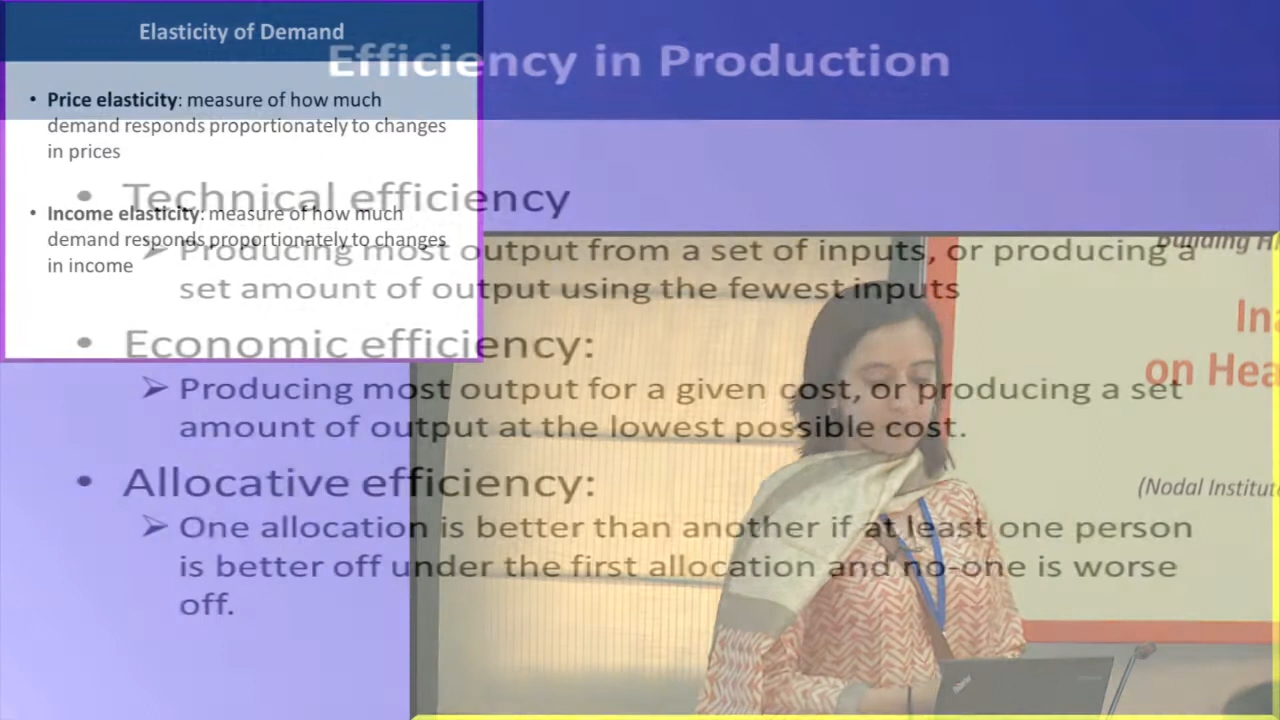 Elasticity of Demand
Efficiency in Production
• Price elasticity: measure of how much
demand responds proportionately to changes
in prices
• Income elasticity: measure of how much
demand responds proportionately to changes
in income
• Technical efficiency
➢ Producing most output from a set of inputs, or producing a
set amount of output using the fewest inputs
• Economic efficiency:
➢ Producing most output for a given cost, or producing a set
amount of output at the lowest possible cost.
• Allocative efficiency:
➢ One allocation is better than another if at least one person
is better off under the first allocation and no-one is worse
off.
Building
on
(Nodal